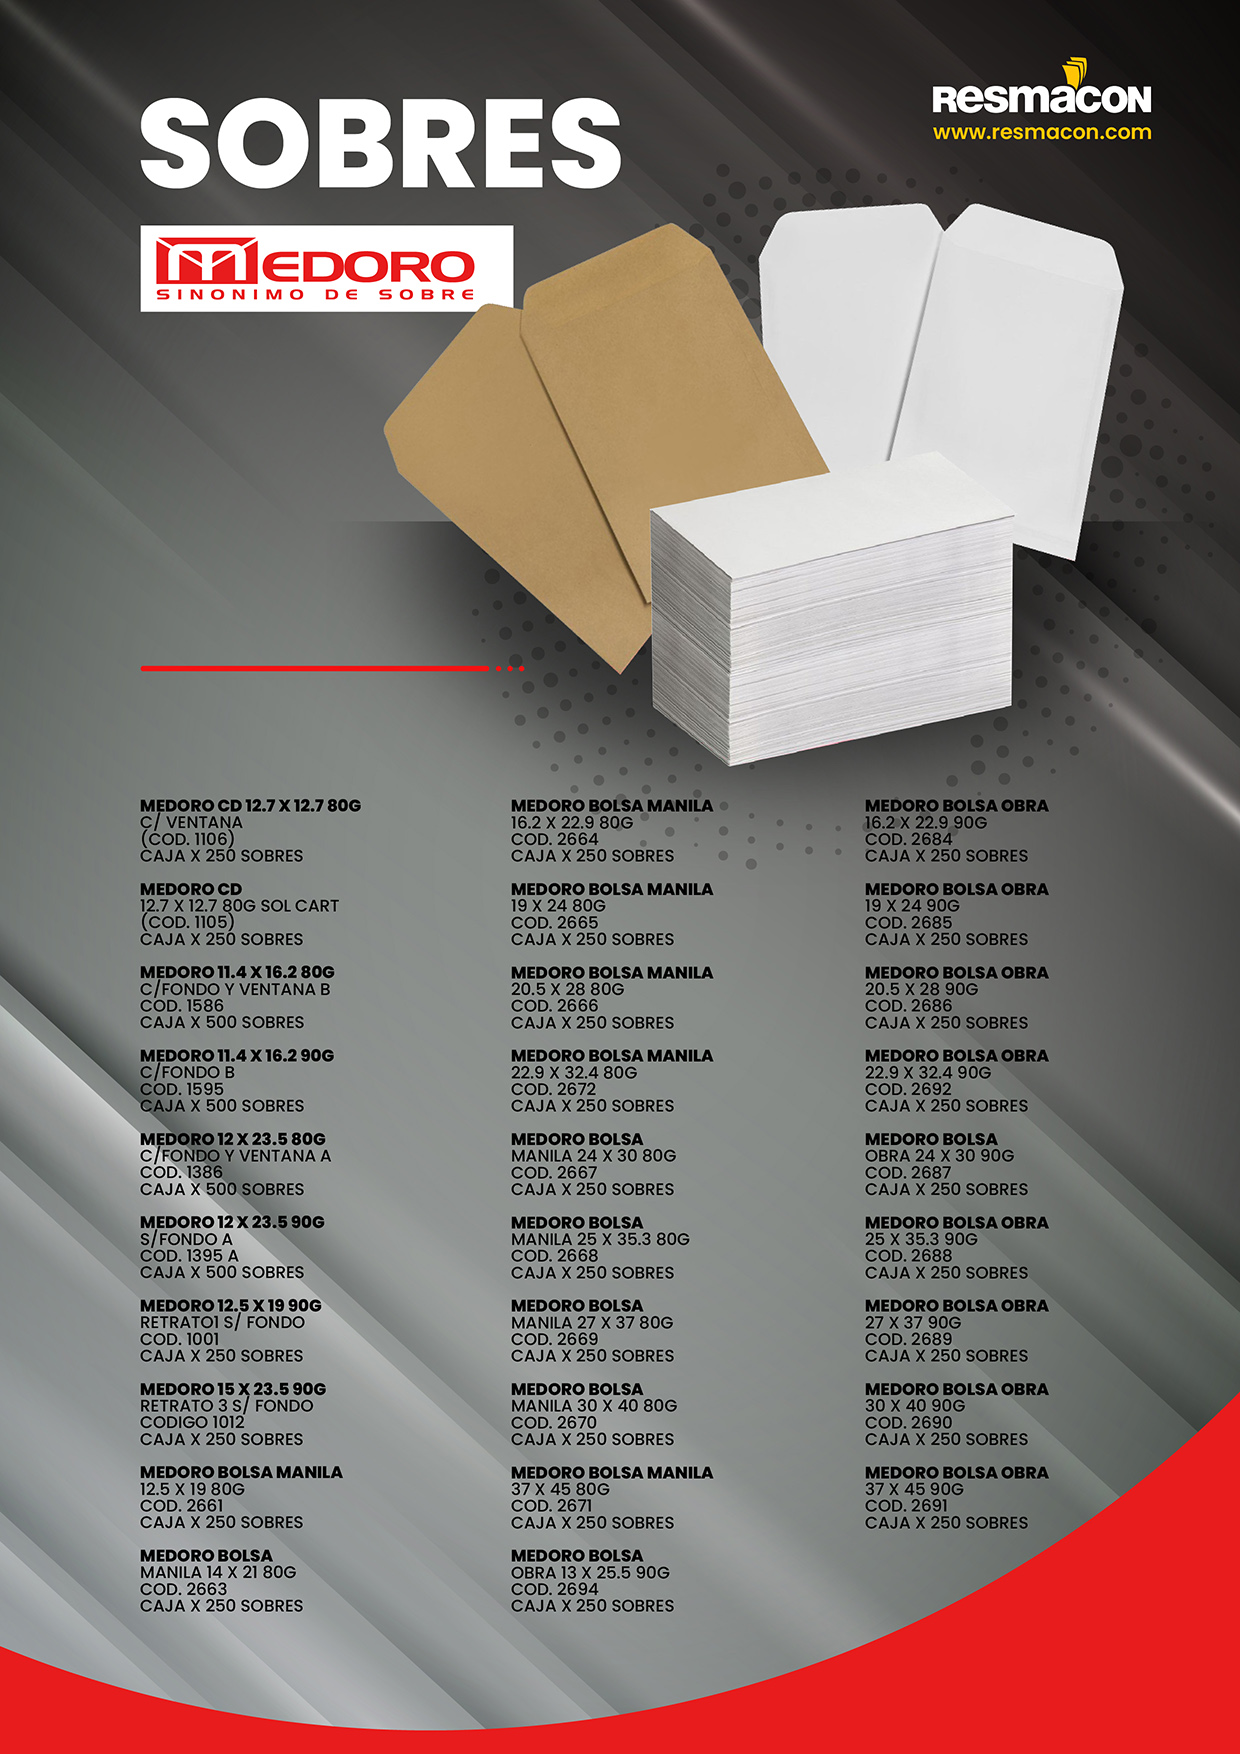 SOBRES
RESMACON
www.resmacon.com
MEDORO
SINONIMO DE SOBRE
MEDORO CD 12.7 X 12.7 80G
C/ VENTANA
(COD. 1106)
CAJA X 250 SOBRES
MEDORO CD
12.7 X 12.7 80G SOL CART
(COD. 1105)
CAJA X 250 SOBRES
MEDORO 11.4 X 16.2 80G
C/FONDO Y VENTANA B
COD. 1586
CAJA X 500 SOBRES
MEDORO 11.4 X 16.2 90G
C/FONDO B
COD. 1595
CAJA X 500 SOBRES
MEDORO 12 X 23.5 80G
C/FONDO Y VENTANA A
COD. 1386
CAJA X 500 SOBRES
MEDORO 12 X 23.5 90G
S/FONDO A
COD. 1395 A
CAJA X 500 SOBRES
MEDORO 12.5 X 19 90G
RETRATO1 S/ FONDO
COD. 1001
CAJA X 250 SOBRES
MEDORO 15 X 23.5 90G
RETRATO 3 S/ FONDO
CODIGO 1012
CAJA X 250 SOBRES
MEDORO BOLSA MANILA
12.5 X 19 80G
COD. 2661
CAJA X 250 SOBRES
MEDORO BOLSA
MANILA 14 X 21 80G
COD. 2663
CAJA X 250 SOBRES
MEDORO BOLSA MANILA
16.2 X 22.9 80G
COD. 2664
CAJA X 250 SOBRES
MEDORO BOLSA MANILA
19 X 24 80G
COD. 2665
CAJA X 250 SOBRES
MEDORO BOLSA MANILA
20.5 X 28 80G
COD. 2666
CAJA X 250 SOBRES
MEDORO BOLSA MANILA
22.9 X 32.4 80G
COD. 2672
CAJA X 250 SOBRES
MEDORO BOLSA
MANILA 24 X 30 80G
COD. 2667
CAJA X 250 SOBRES
MEDORO BOLSA
MANILA 25 X 35.3 80G
COD. 2668
CAJA X 250 SOBRES
MEDORO BOLSA
MANILA 27 X 37 80G
COD. 2669
CAJA X 250 SOBRES
MEDORO BOLSA
MANILA 30 X 40 80G
COD. 2670
CAJA X 250 SOBRES
MEDORO BOLSA MANILA
37 X 45 80G
COD. 2671
CAJA X 250 SOBRES
MEDORO BOLSA
OBRA 13 X 25.5 90G
COD. 2694
CAJA X 250 SOBRES
MEDORO BOLSA OBRA
16.2 X 22.9 90G
COD. 2684
CAJA X 250 SOBRES
MEDORO BOLSA OBRA
19 X 24 90G
COD. 2685
CAJA X 250 SOBRES
MEDORO BOLSA OBRA
20.5 X 28 90G
COD. 2686
CAJA X 250 SOBRES
MEDORO BOLSA OBRA
22.9 X 32.4 90G
COD. 2692
CAJA X 250 SOBRES
MEDORO BOLSA
OBRA 24 X 30 90G
COD. 2687
CAJA X 250 SOBRES
MEDORO BOLSA OBRA
25 X 35.3 90G
COD. 2688
CAJA X 250 SOBRES
MEDORO BOLSA OBRA
27 X 37 90G
COD. 2689
CAJA X 250 SOBRES
MEDORO BOLSA OBRA
30 X 40 90G
COD. 2690
CAJA X 250 SOBRES
MEDORO BOLSA OBRA
37 X 45 90G
COD. 2691
CAJA X 250 SOBRES